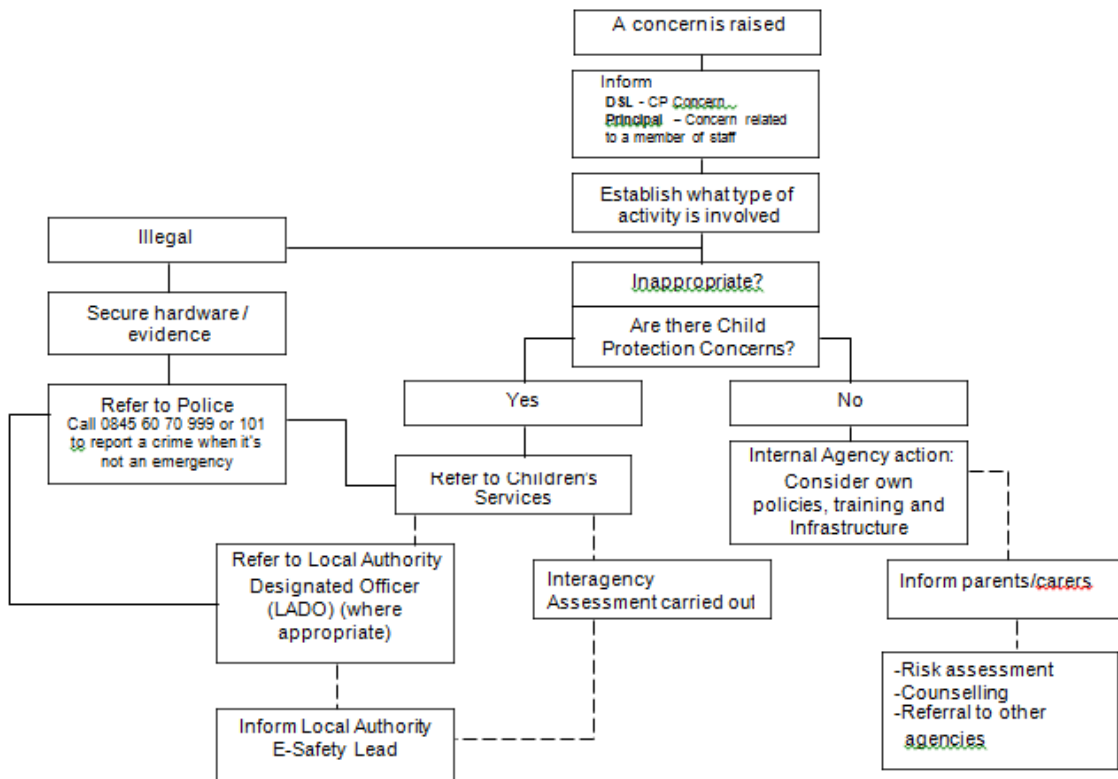 A concern is raised
Inform
DSL - CP Concern
Principal – Concern related
to a member of staff
Establish what type of
activity is involved
Illegal
Inappropriate?
Secure hardware /
evidence
Are there Child
Protection Concerns?
Refer to Police
Call 0845 60 70 999 or 101
to report a crime when it's
not an emergency
Yes
No
Refer to Children's
Services
Internal Agency action:
Consider own
policies, training and
Infrastructure
Refer to Local Authority
Designated Officer
(LADO) (where
appropriate)
Interagency
Assessment carried out
Inform parents/carers
-Risk assessment
-Counselling
-Referral to other
agencies
Inform Local Authority
E-Safety Lead